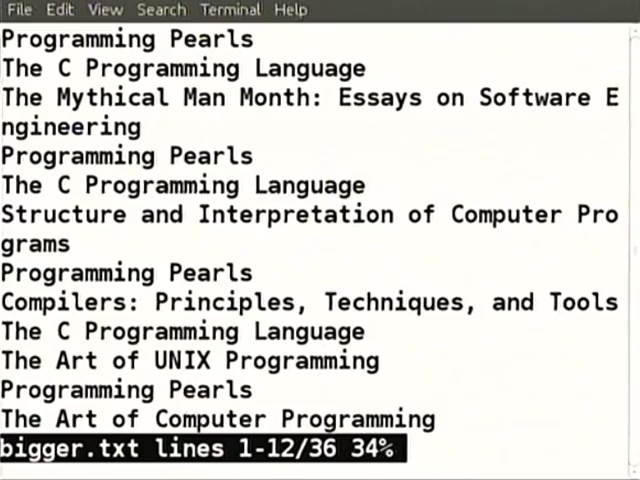 File Edit View Search Terminal Help
Programming Pearls
The C Programming Language
The Mythical Man Month: Essays on Software E
ngineering
Programming Pearls
The C Programming Language
Structure and Interpretation of Computer Pro
grams
Programming Pearls
Compilers: Principles, Techniques, and Tools
The C Programming Language
The Art of UNIX Programming
Programming Pearls
The Art of Computer Programming
bigger.txt lines 1-12/36 34%